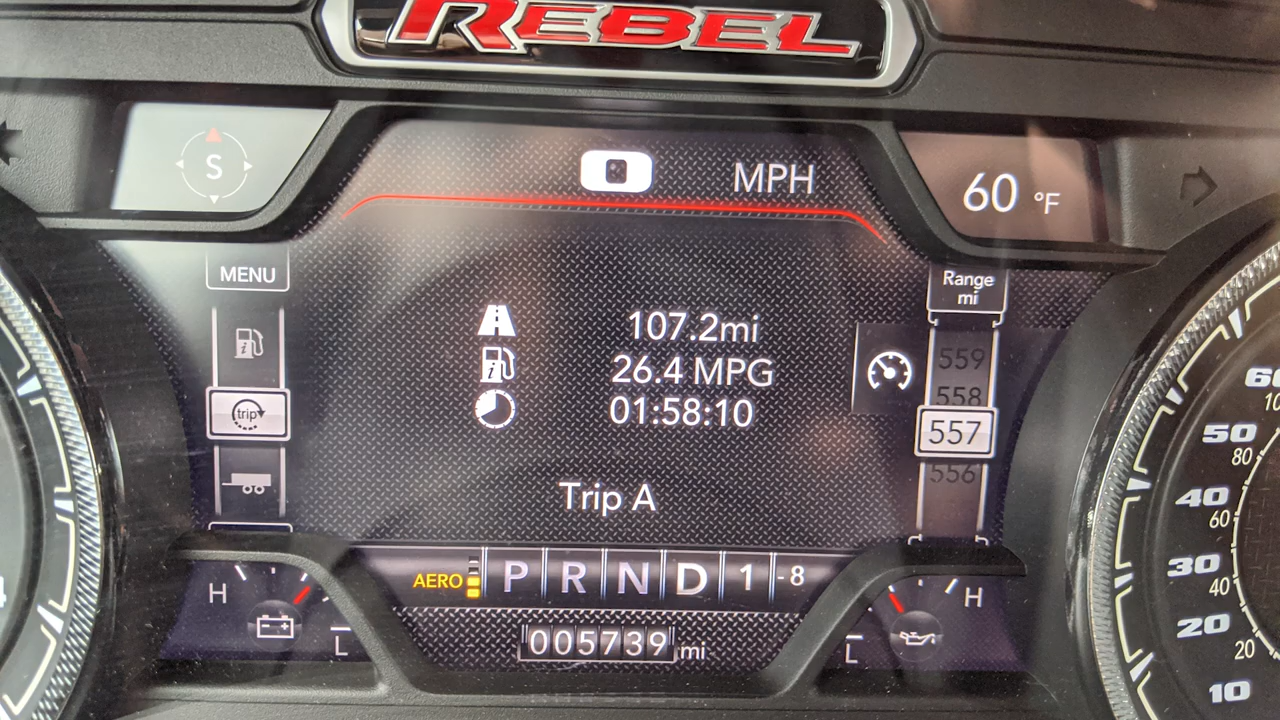 REBEL
S
0 MPH
60 °F
MENU
Range
mi
107.2mi
26.4 MPG
01:58:10
i
trip
559
558
557
556
Trip A
AERO P R N D 1 -8
H
L
005739 mi
H
L
60
50
40
30
20
10
80
60
40
20